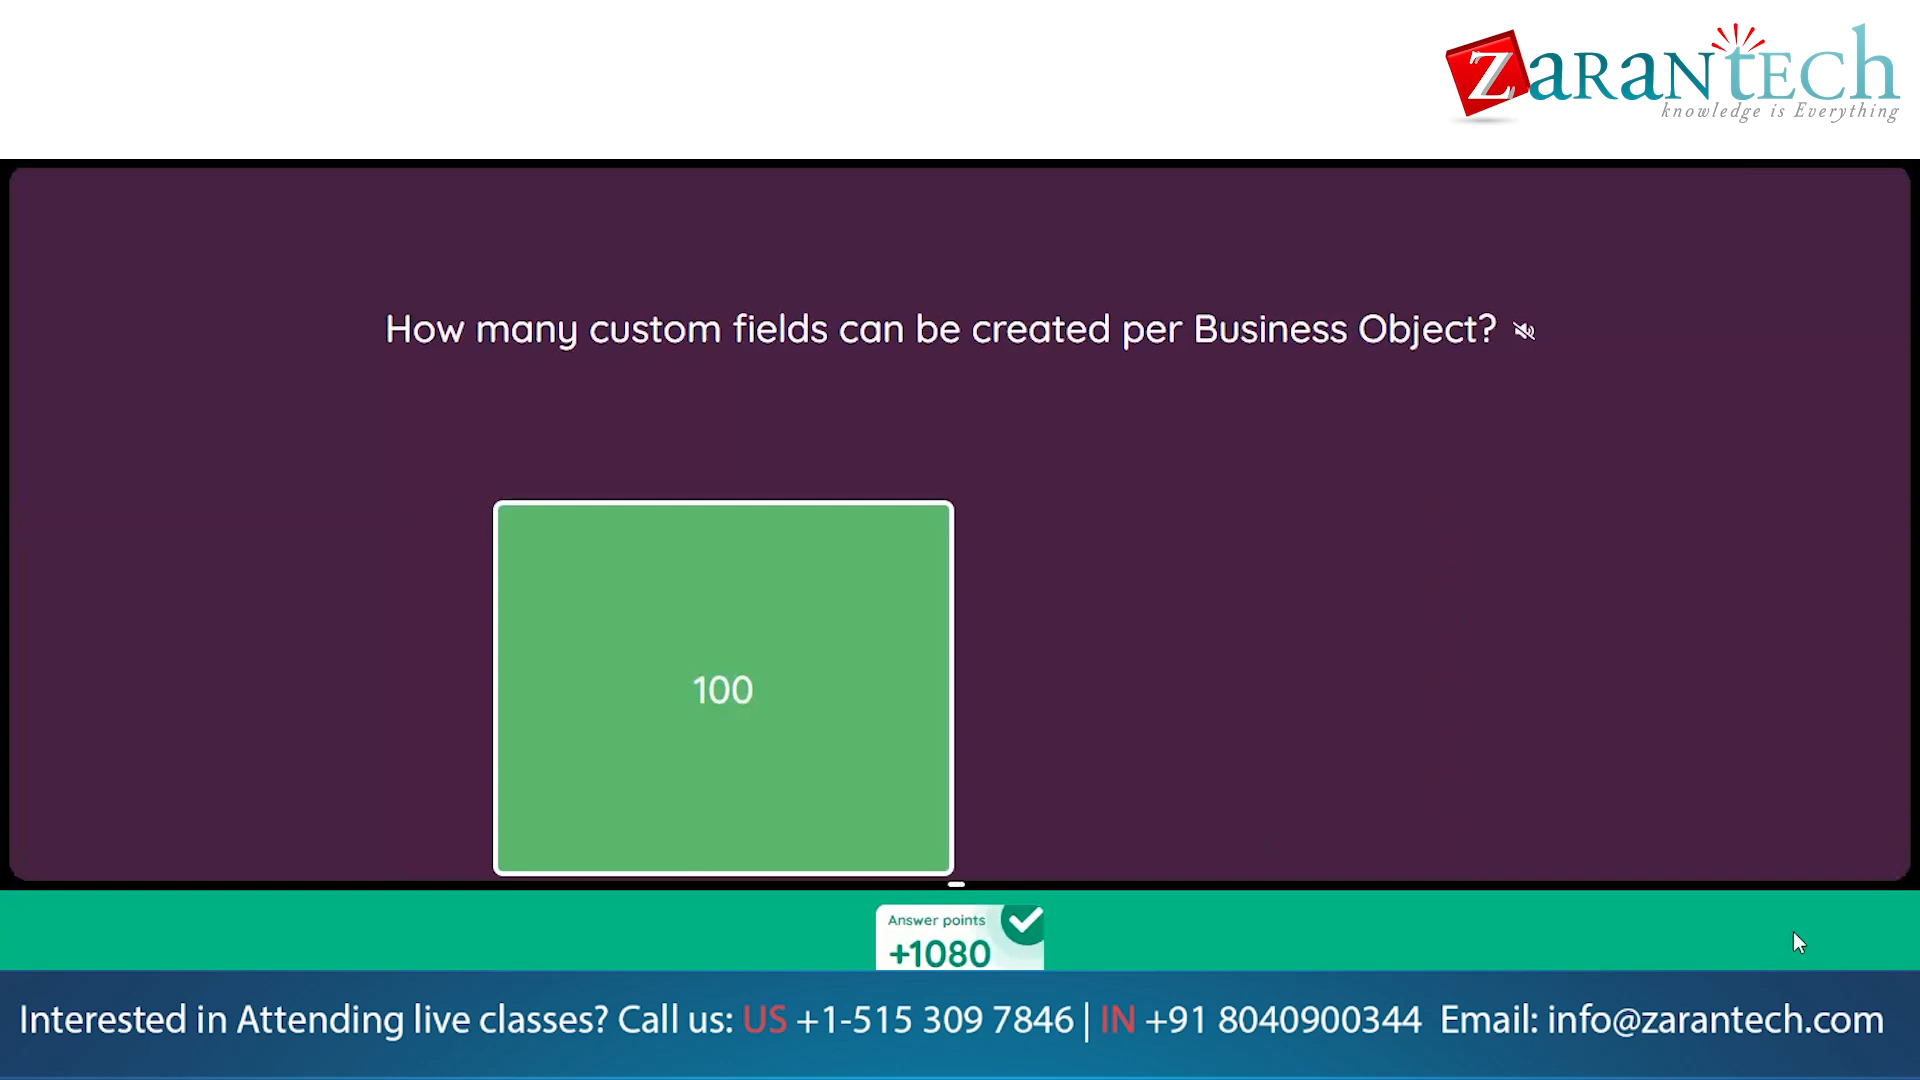 ZaranTech
knowledge is Everything
How many custom fields can be created per Business Object?
100
Answer points
+1080
Interested in Attending live classes? Call us: US +1-515 309 7846 | IN +91 8040900344 Email: info@zarantech.com